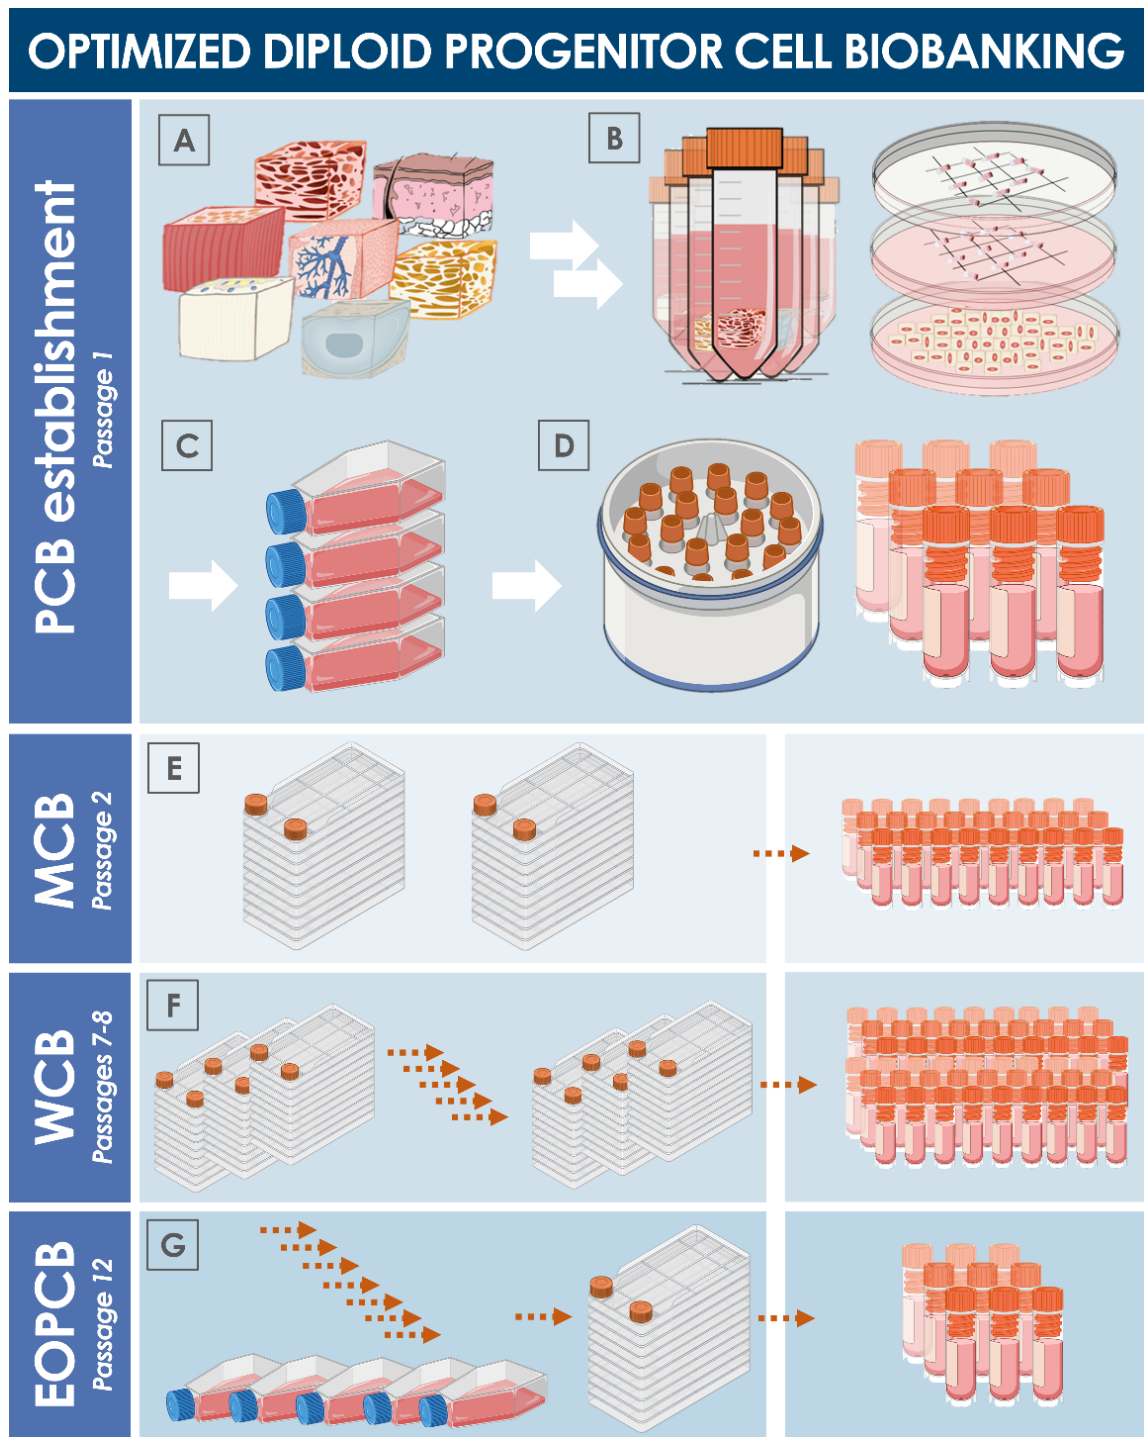 OPTIMIZED DIPLOID PROGENITOR CELL BIOBANKING
PCB establishment
Passage 1
A
B
C
D
MCB
Passage 2
E
WCB
Passages 7-8
F
EOPCB
Passage 12
G